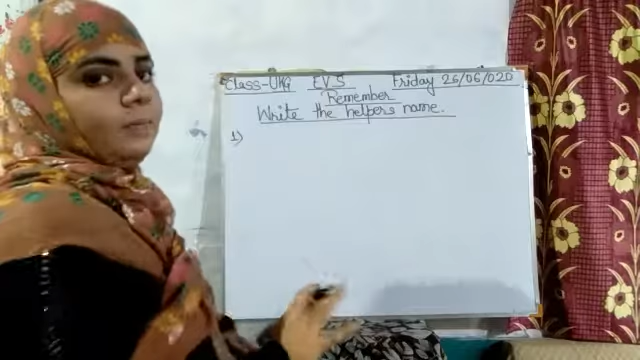 Class-UKG EVS Friday 26/06/020
Remember
Write the helpers name.
1)